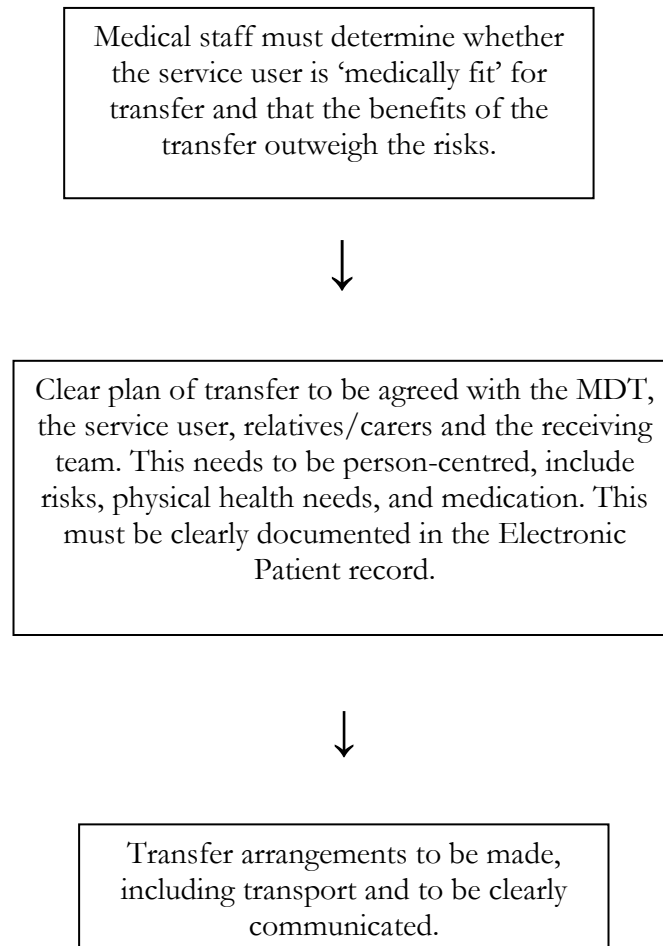 Medical staff must determine whether
the service user is ‘medically fit’ for
transfer and that the benefits of the
transfer outweigh the risks.
Clear plan of transfer to be agreed with the MDT,
the service user, relatives/carers and the receiving
team. This needs to be person-centred, include
risks, physical health needs, and medication. This
must be clearly documented in the Electronic
Patient record.
Transfer arrangements to be made,
including transport and to be clearly
communicated.